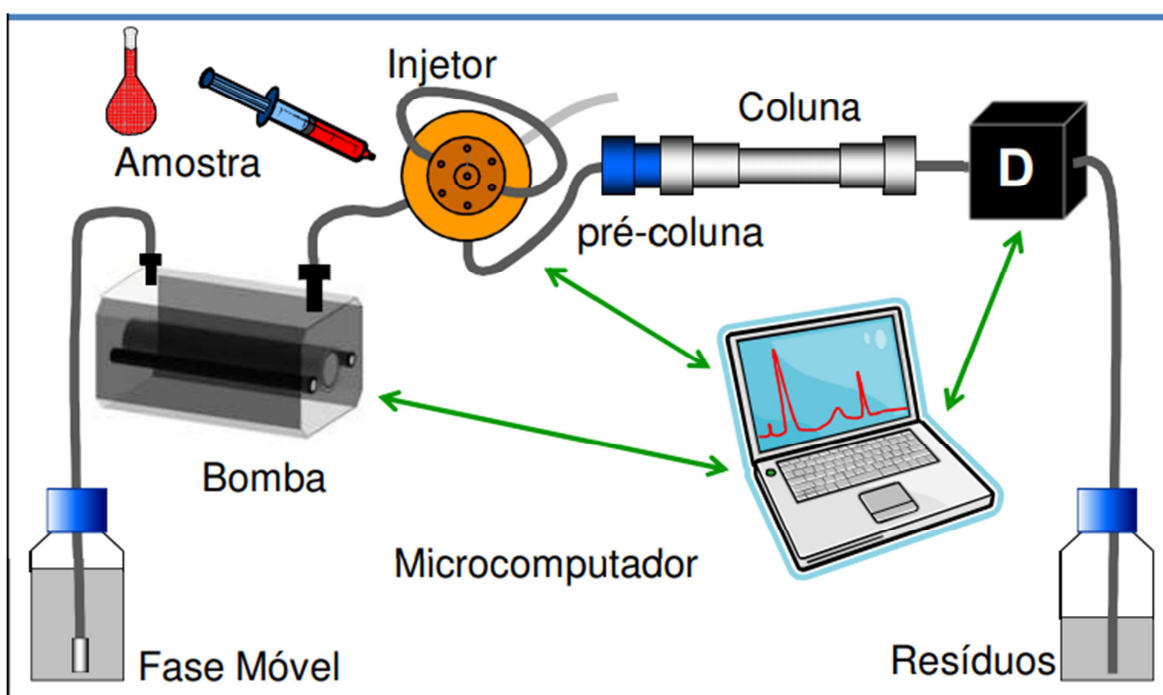 Injetor
Amostra
Coluna
D
pré-coluna
Bomba
Microcomputador
Fase Móvel
Resíduos